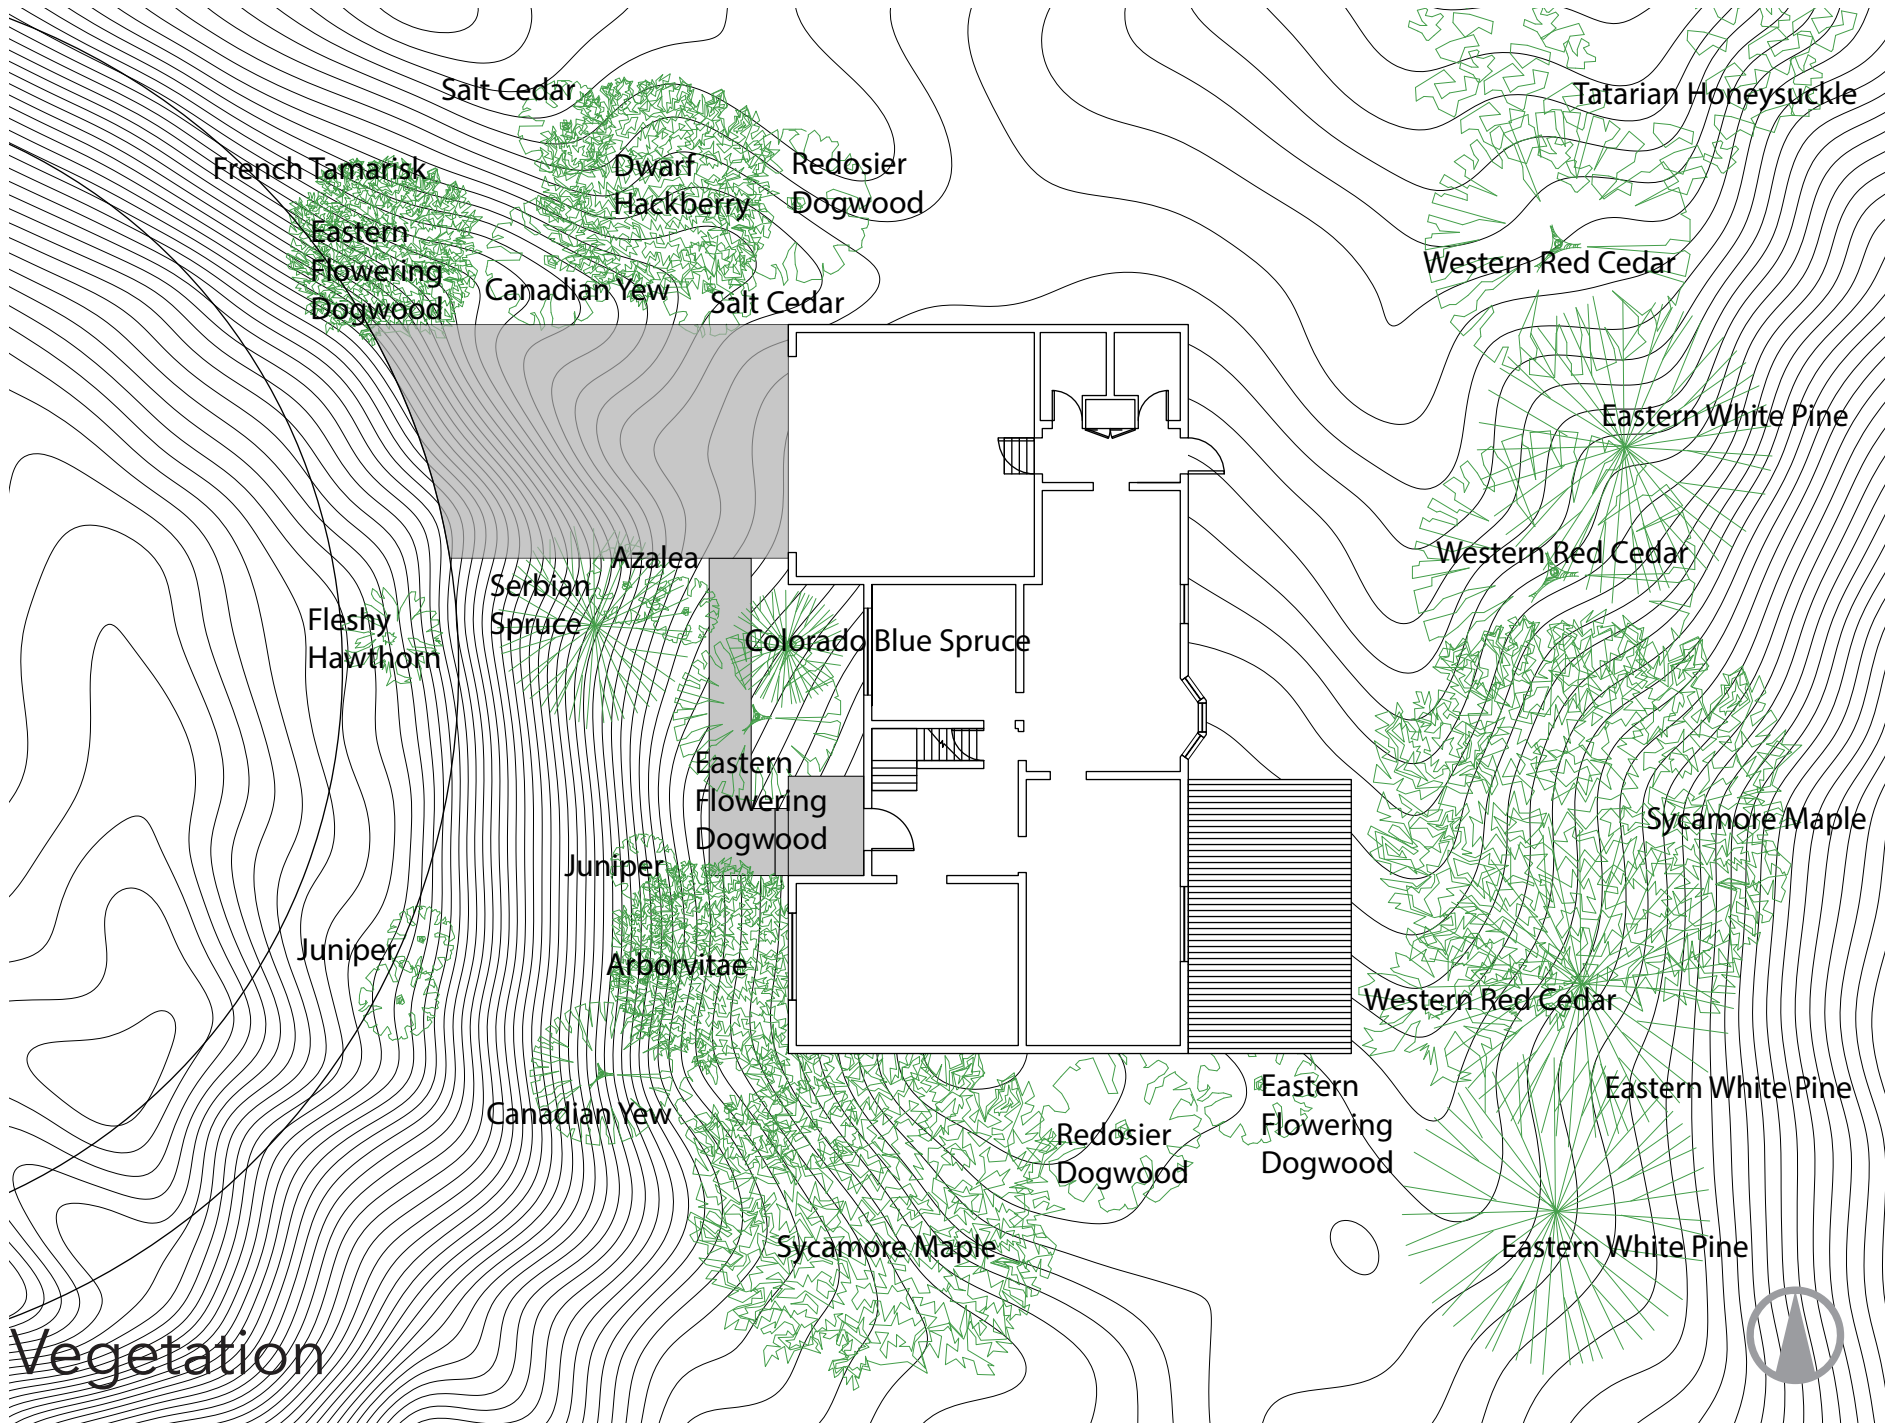 Salt Cedar
Tatarian Honeysuckle
French Tamarisk
Dwarf
Hackberry
Redosier
Dogwood
Eastern
Flowering
Dogwood
Canadian Yew
Salt Cedar
Western Red Cedar
Eastern White Pine
Azalea
Serbian
Spruce
Western Red Cedar
Fleshy
Hawthorn
Colorado Blue Spruce
Eastern
Flowering
Dogwood
Sycamore Maple
Juniper
Juniper
Arborvitae
Western Red Cedar
Canadian Yew
Redosier
Dogwood
Eastern
Flowering
Dogwood
Eastern White Pine
Sycamore Maple
Eastern White Pine
Vegetation